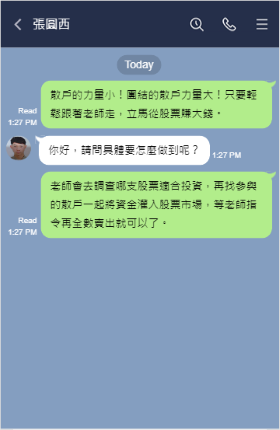 張圓西
Today
散戶的力量小！團結的散戶力量大！只要輕
鬆跟著老師走，立馬從股票賺大錢。
Read
1:27 PM
你好，請問具體要怎麼做到呢？
1:27 PM
老師會去調查哪支股票適合投資，再找參與
的散戶一起將資金灌入股票市場，等老師指
令再全數賣出就可以了。
Read
1:27 PM